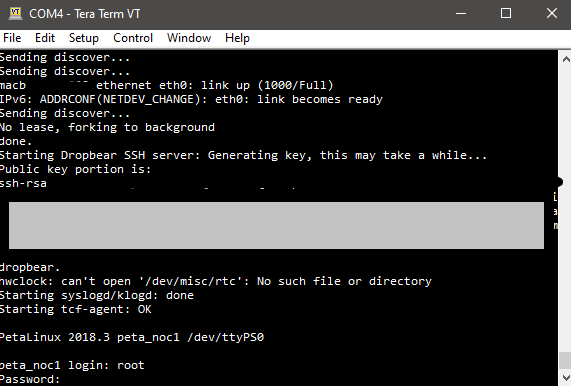 COM4 - Tera Term VT
File Edit Setup Control Window Help
Sending discover...
Sending discover...
macb ethernet eth0: link up (1000/Full)
IPv6: ADDRCONF(NETDEV_CHANGE): eth0: link becomes ready
Sending discover...
No lease, forking to background
done.
Starting Dropbear SSH server: Generating key, this may take a while...
Public key portion is:
ssh-rsa
dropbear.
hwclock: can't open '/dev/misc/rtc': No such file or directory
Starting syslogd/klogd: done
Starting tcf-agent: OK
PetaLinux 2018.3 peta_noc1 /dev/ttyPS0
peta_noc1 login: root
Password: